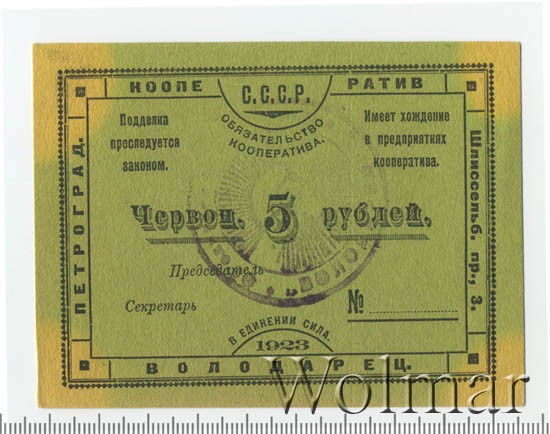 КООПЕ РАТИВ
С.С.С.Р.
ОБЯЗАТЕЛЬСТВО
КООПЕРАТИВА.
Подделка
преследуется
законом.
Имеет хождение
в предприятиях
кооператива.
ПЕТРОГРАД.
Шлиссельб. пр., 3.
Червон. 5 рублей.
Председатель
Секретарь
№
В ЕДИНЕНИИ СИЛА.
1923
ВОЛОДАРЕЦ.
Wolmar